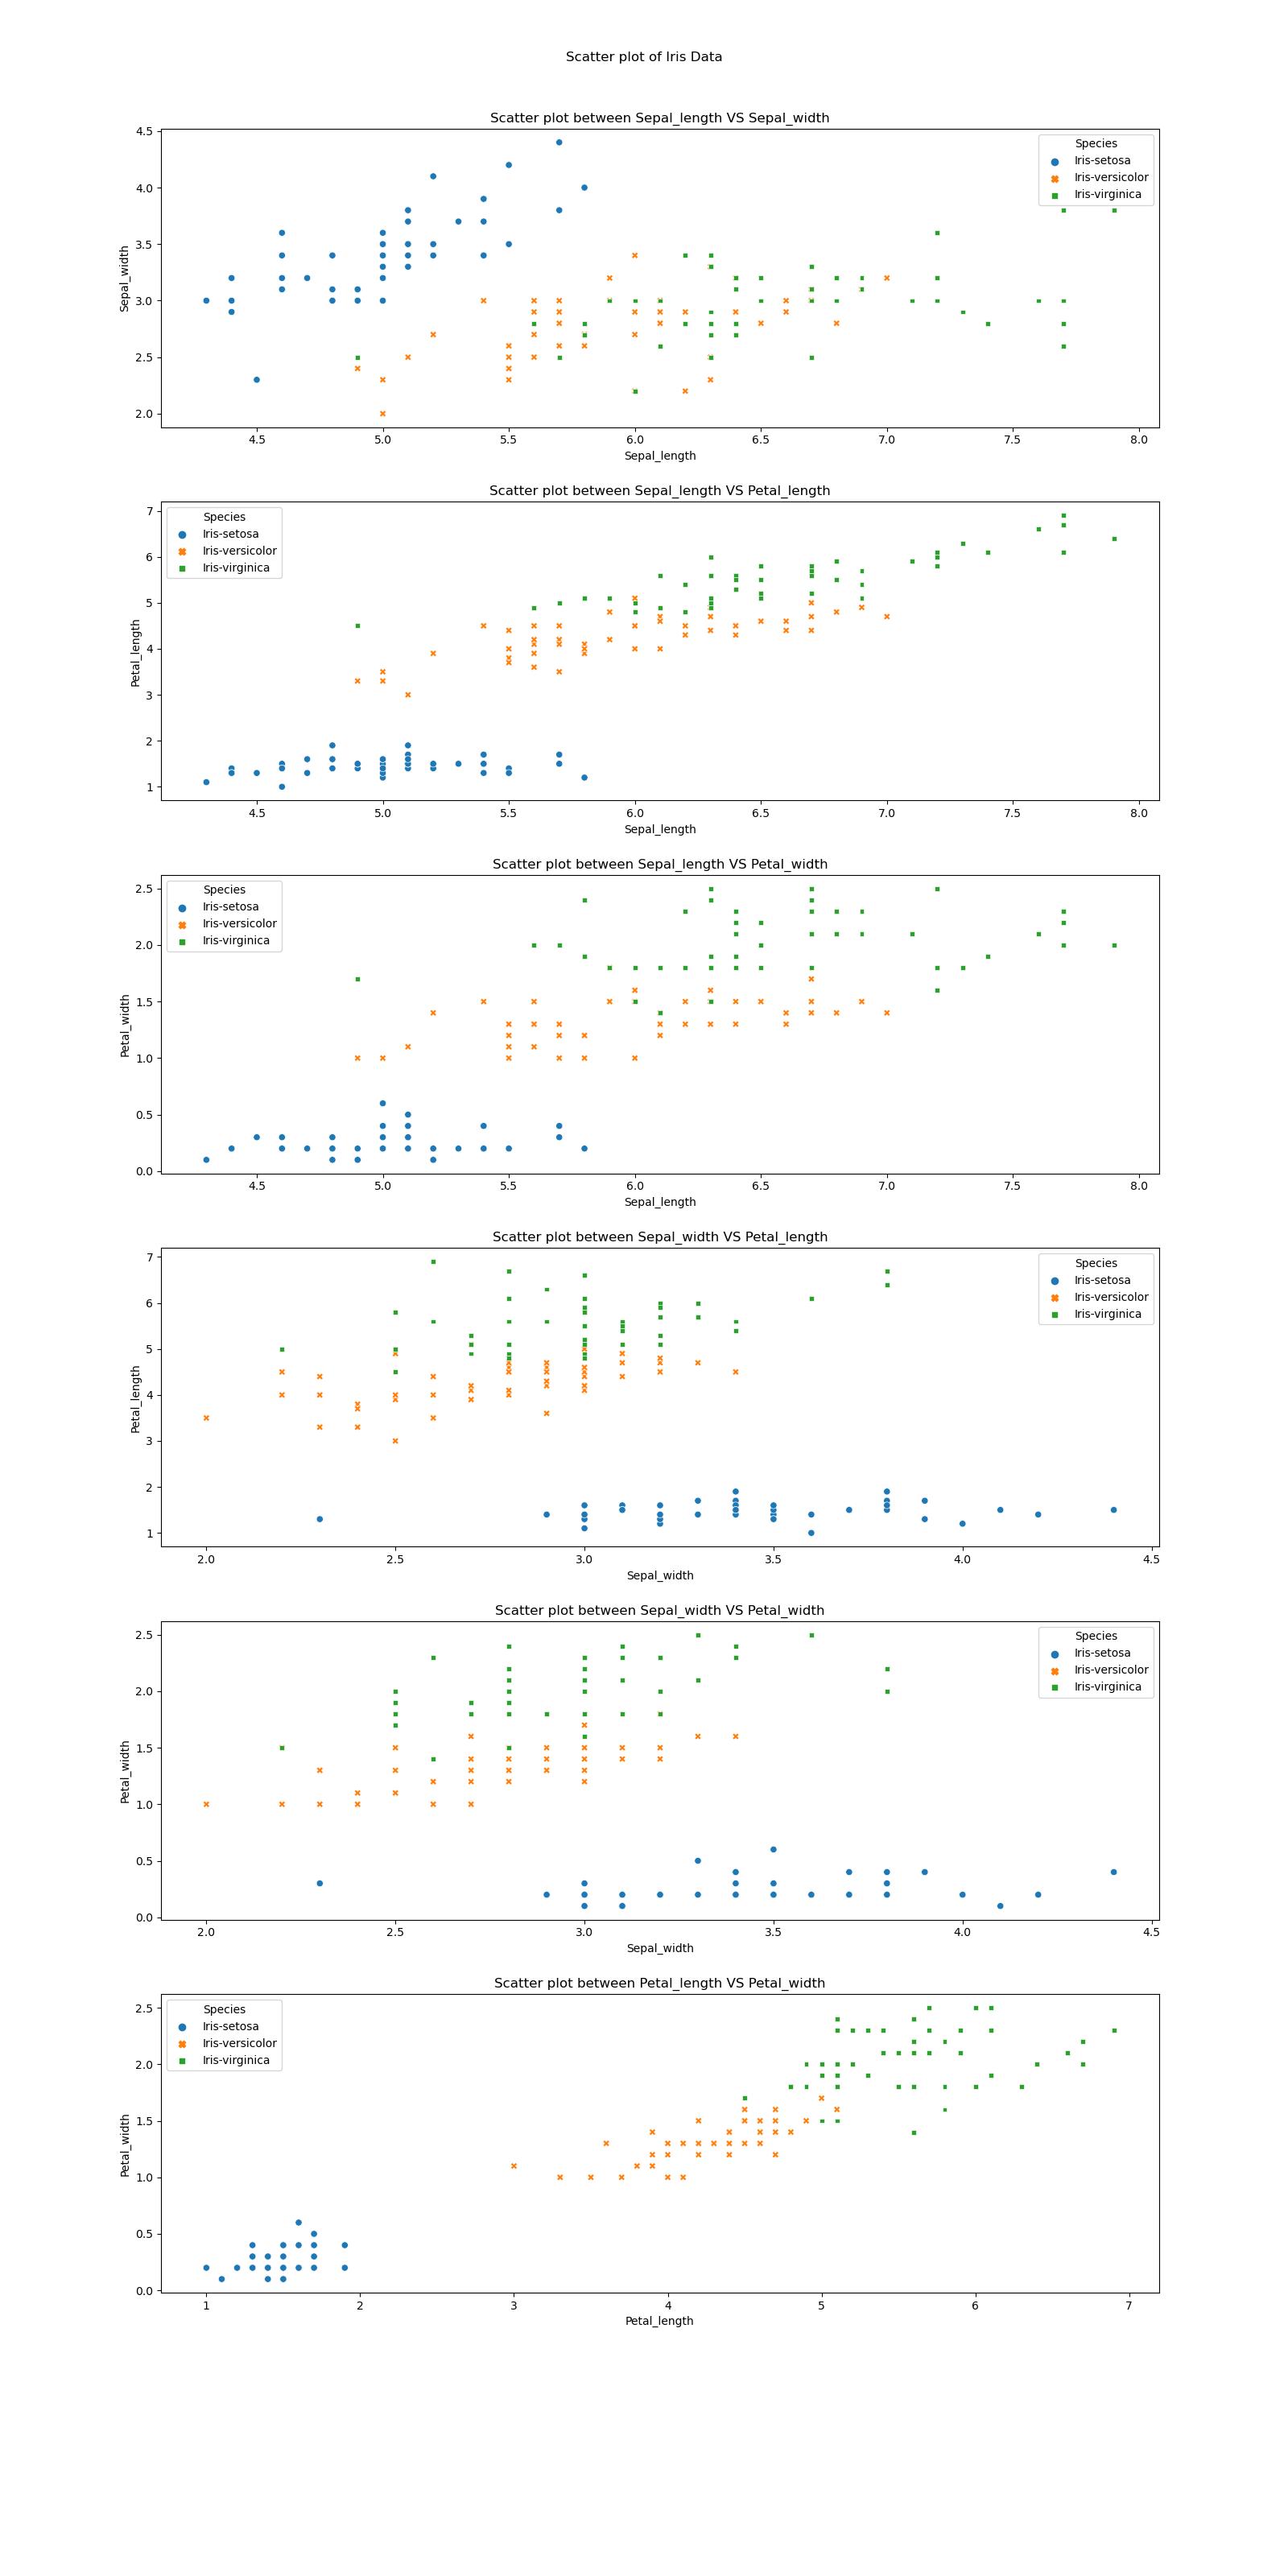 Scatter plot of Iris Data
Scatter plot between Sepal_length VS Sepal_width
4.5
4.0
3.5
3.0
2.5
2.0
Sepal_width
Species
Iris-setosa
Iris-versicolor
Iris-virginica
4.5 5.0 5.5 6.0 6.5 7.0 7.5 8.0
Sepal_length
Scatter plot between Sepal_length VS Petal_length
7
6
5
4
3
2
1
Petal_length
Species
Iris-setosa
Iris-versicolor
Iris-virginica
4.5 5.0 5.5 6.0 6.5 7.0 7.5 8.0
Sepal_length
Scatter plot between Sepal_length VS Petal_width
2.5
2.0
1.5
1.0
0.5
0.0
Petal_width
Species
Iris-setosa
Iris-versicolor
Iris-virginica
4.5 5.0 5.5 6.0 6.5 7.0 7.5 8.0
Sepal_length
Scatter plot between Sepal_width VS Petal_length
7
6
5
4
3
2
1
Petal_length
Species
Iris-setosa
Iris-versicolor
Iris-virginica
2.0 2.5 3.0 3.5 4.0 4.5
Sepal_width
Scatter plot between Sepal_width VS Petal_width
2.5
2.0
1.5
1.0
0.5
0.0
Petal_width
Species
Iris-setosa
Iris-versicolor
Iris-virginica
2.0 2.5 3.0 3.5 4.0 4.5
Sepal_width
Scatter plot between Petal_length VS Petal_width
2.5
2.0
1.5
1.0
0.5
0.0
Petal_width
Species
Iris-setosa
Iris-versicolor
Iris-virginica
1 2 3 4 5 6 7
Petal_length